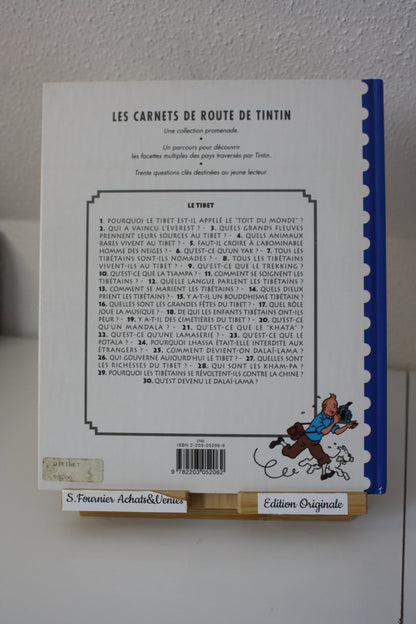 LES CARNETS DE ROUTE DE TINTIN
Une collection promenade.
Un parcours pour découvrir
les facettes multiples des pays traversés par Tintin.
Trente questions clés destinées au jeune lecteur.
LE TIBET
1. POURQUOI LE TIBET EST-IL APPELÉ LE "TOIT DU MONDE" ? -
2. QUI A VAINCU L'EVEREST ? - 3. QUELS GRANDS FLEUVES
PRENNENT LEURS SOURCES AU TIBET ? - 4. QUELS ANIMAUX
RARES VIVENT AU TIBET ? - 5. FAUT-IL CROIRE À L'ABOMINABLE
HOMME DES NEIGES ? - 6. QU'EST-CE QU'UN YAK ? - 7. TOUS LES
TIBÉTAINS SONT-ILS NOMADES ? - 8. TOUS LES TIBÉTAINS
VIVENT-ILS AU TIBET ? - 9. QU'EST-CE QUE LE TREKKING ?
10. QU'EST-CE QUE LA TSAMPA ? - 11. COMMENT SE SOIGNENT LES
TIBÉTAINS ? - 12. QUELLE LANGUE PARLENT LES TIBÉTAINS ? -
13. COMMENT SE MARIENT LES TIBÉTAINS ? - 14. QUELS DIEUX
PRIENT LES TIBÉTAINS ? - 15. Y A-T-IL UN BOUDDHISME TIBÉTAIN ?
16. QUELLES SONT LES GRANDES FÊTES DU TIBET ? - 17. QUEL RÔLE
JOUE LA MUSIQUE ? - 18. DE QUI LES ENFANTS TIBÉTAINS ONT-ILS
PEUR ? - 19. Y A-T-IL DES CIMETIÈRES DU TIBET ? - 20. QU'EST-CE
QU'UN MANDALA ? - 21. QU'EST-CE QUE LE "KHATA" ?
22. QU'EST-CE QU'UNE LAMASERIE ? - 23. QU'EST-CE QUE LE
POTALA ? - 24. POURQUOI LHASSA ÉTAIT-ELLE INTERDITE AUX
ÉTRANGERS ? - 25. COMMENT DEVIENT-ON DALAÏ-LAMA ? -
26. QUI GOUVERNE AUJOURD'HUI LE TIBET ? - 27. QUELLES SONT
LES RICHESSES DU TIBET ? - 28. QUI SONT LES KHAM-PA ? -
29. POURQUOI LES TIBÉTAINS SE RÉVOLTENT-ILS CONTRE LA CHINE ?
30. QU'EST DEVENU LE DALAÏ-LAMA ?
ISBN 2-203-05206-9
9 782203 052062
S.Fournier Achats&Ventes
Edition Originale